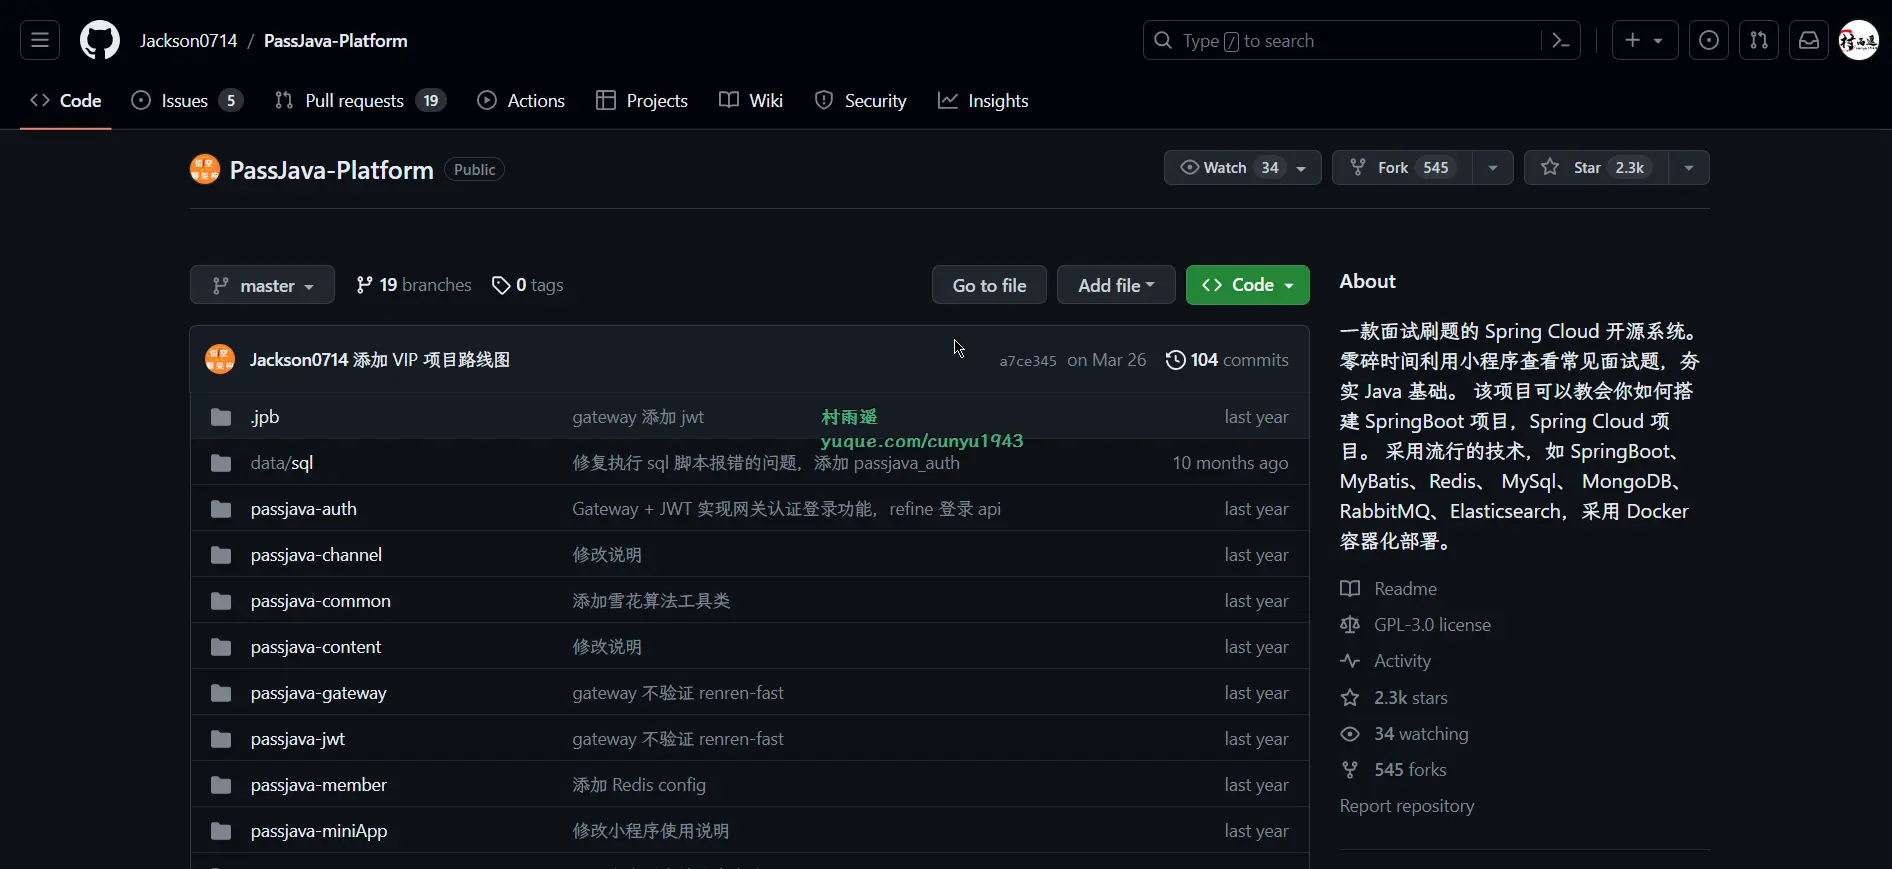 Jackson0714 / PassJava-Platform
Type / to search
Code Issues 5 Pull requests 19 Actions Projects Wiki Security Insights
PassJava-Platform Public
Watch 34 Fork 545 Star 2.3k
master 19 branches 0 tags Go to file Add file Code
Jackson0714 添加 VIP 项目路线图 a7ce345 on Mar 26 104 commits
.jpb gateway 添加 jwt last year
村雨遥
yuque.com/cunyu1943
data/sql 修复执行 sql 脚本报错的问题，添加 passjava_auth 10 months ago
passjava-auth Gateway + JWT 实现网关认证登录功能，refine 登录 api last year
passjava-channel 修改说明 last year
passjava-common 添加雪花算法工具类 last year
passjava-content 修改说明 last year
passjava-gateway gateway 不验证 renren-fast last year
passjava-jwt gateway 不验证 renren-fast last year
passjava-member 添加 Redis config last year
passjava-miniApp 修改小程序使用说明 last year
About
一款面试刷题的 Spring Cloud 开源系统。
零碎时间利用小程序查看常见面试题，夯
实 Java 基础。 该项目可以教会你如何搭
建 SpringBoot 项目，Spring Cloud 项
目。 采用流行的技术，如 SpringBoot、
MyBatis、Redis、 MySql、 MongoDB、
RabbitMQ、Elasticsearch，采用 Docker
容器化部署。
Readme
GPL-3.0 license
Activity
2.3k stars
34 watching
545 forks
Report repository